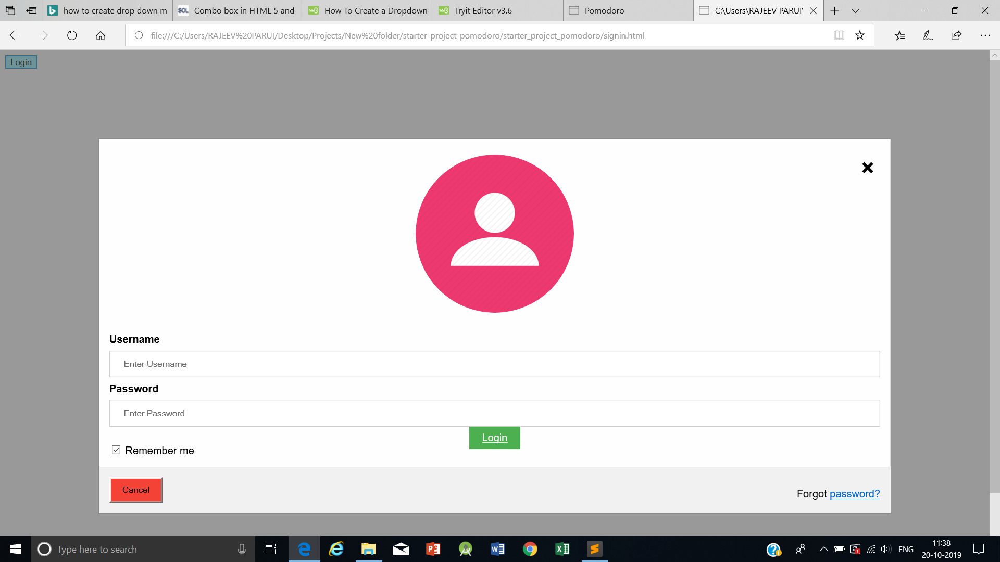 how to create drop down m
SOL Combo box in HTML 5 and
w3 How To Create a Dropdown
w3 Tryit Editor v3.6
Pomodoro
C:\Users\RAJEEV PARUI\
file:///C:/Users/RAJEEV%20PARUI/Desktop/Projects/New%20folder/starter-project-pomodoro/starter_project_pomodoro/signin.html
Login
Username
Enter Username
Password
Enter Password
Login
Remember me
Cancel
Forgot password?
Type here to search
ENG
11:38
20-10-2019